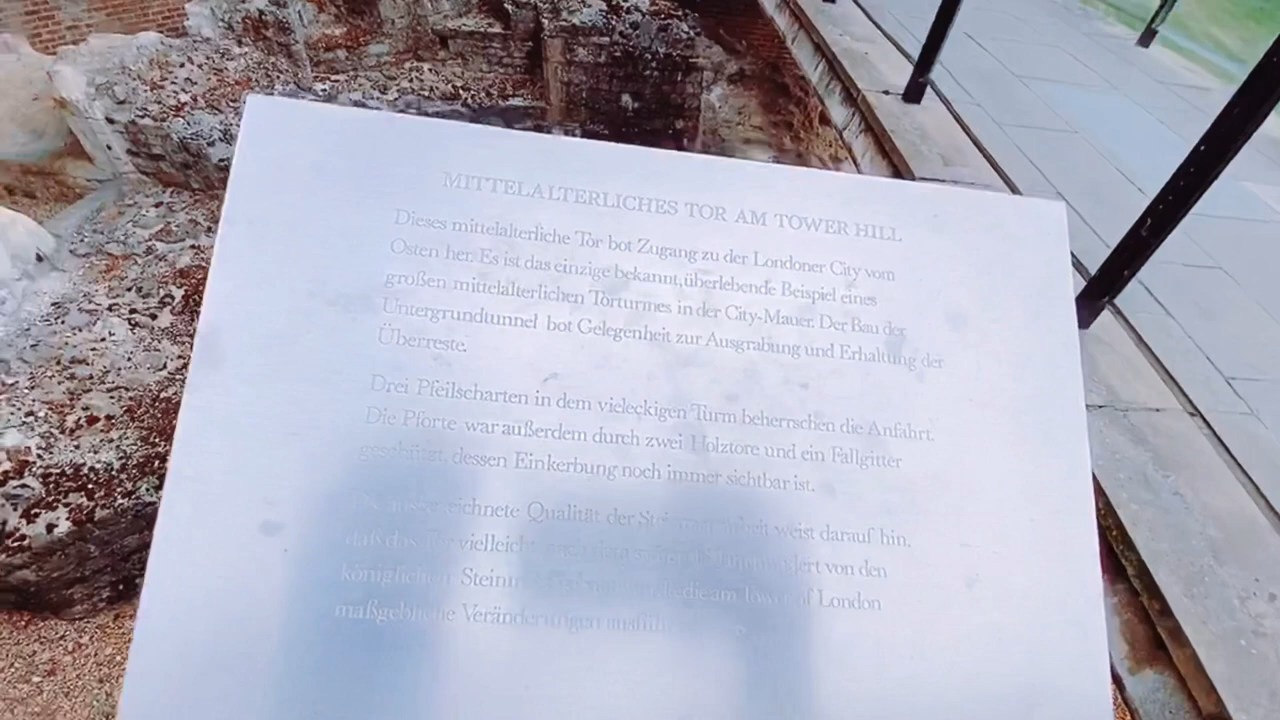 MITTELALTERLICHES TOR AM TOWER HILL
Dieses mittelalterliche Tor bot Zugang zu der Londoner City vom
Osten her. Es ist das einzige bekannt, überlebende Beispiel eines
großen mittelalterlichen Torturmes in der City-Mauer. Der Bau der
Untergrundtunnel bot Gelegenheit zur Ausgrabung und Erhaltung der
Überreste.
Drei Pfeilscharten in dem vieleckigen Turm beherrschen die Anfahrt.
Die Pforte war außerdem durch zwei Holztore und ein Fallgitter
geschützt, dessen Einkerbung noch immer sichtbar ist.
Qualität der weist darauf hin,
daß das Tor vielleicht von den
königlichen am Tower of London
maßgebliche Veränderungen